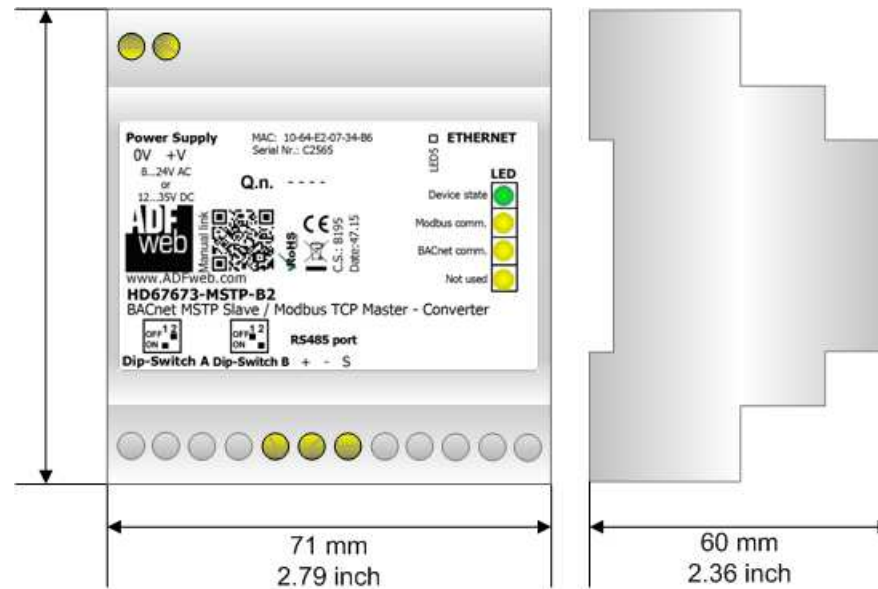 Power Supply
0V +V
8...24V AC
or
12...35V DC
MAC: 10-64-E2-07-34-B6
Serial Nr.: C2565
Q.n. - - - -
ETHERNET
LED5
LED
Device state
Modbus comm.
BACnet comm.
Not used
ADF
web
Manual link
RoHS
CE
C.S.: 8195
Date:47.15
www.ADFweb.com
HD67673-MSTP-B2
BACnet MSTP Slave / Modbus TCP Master - Converter
OFF 1 2
ON
OFF 1 2
ON
RS485 port
Dip-Switch A Dip-Switch B + - S
71 mm
2.79 inch
60 mm
2.36 inch